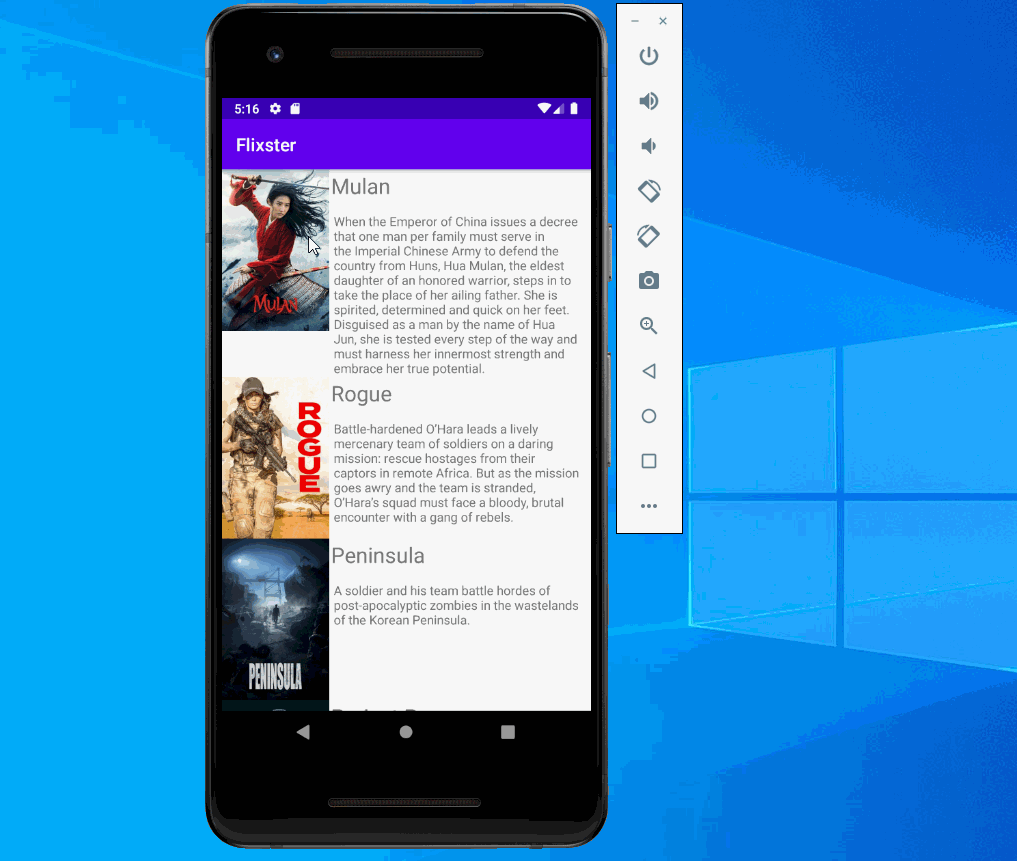 5:16
Flixster
MULAN
Mulan
When the Emperor of China issues a decree
that one man per family must serve in
the Imperial Chinese Army to defend the
country from Huns, Hua Mulan, the eldest
daughter of an honored warrior, steps in to
take the place of her ailing father. She is
spirited, determined and quick on her feet.
Disguised as a man by the name of Hua
Jun, she is tested every step of the way and
must harness her innermost strength and
embrace her true potential.
ROGUE
Rogue
Battle-hardened O’Hara leads a lively
mercenary team of soldiers on a daring
mission: rescue hostages from their
captors in remote Africa. But as the mission
goes awry and the team is stranded,
O’Hara’s squad must face a bloody, brutal
encounter with a gang of rebels.
PENINSULA
Peninsula
A soldier and his team battle hordes of
post-apocalyptic zombies in the wastelands
of the Korean Peninsula.